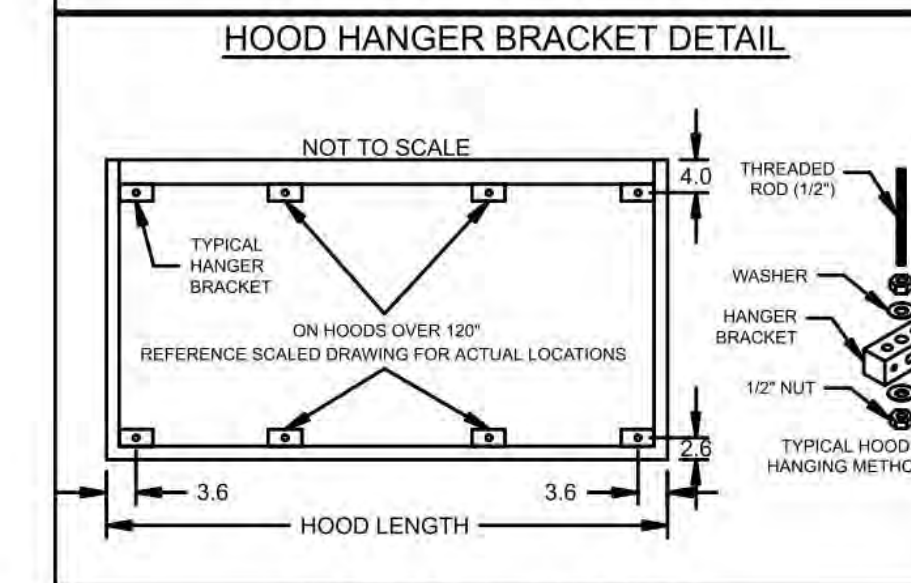 HOOD HANGER BRACKET DETAIL
NOT TO SCALE
4.0
THREADED
ROD (1/2")
TYPICAL
HANGER
BRACKET
WASHER
HANGER
BRACKET
ON HOODS OVER 120"
REFERENCE SCALED DRAWING FOR ACTUAL LOCATIONS
1/2" NUT
2.6
TYPICAL HOOD
HANGING METHO
3.6
3.6
HOOD LENGTH